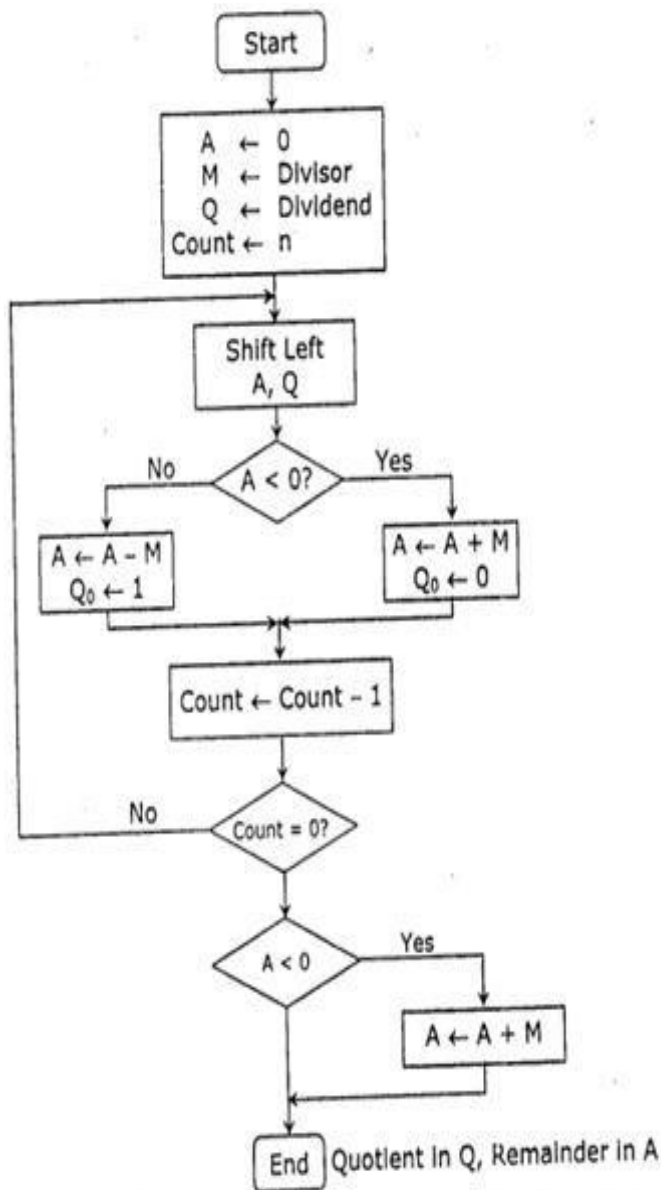 Start
A ← 0
M ← Divisor
Q ← Dividend
Count ← n
Shift Left
A, Q
No
A < 0?
Yes
A ← A – M
Q₀ ← 1
A ← A + M
Q₀ ← 0
Count ← Count – 1
No
Count = 0?
A < 0
Yes
A ← A + M
End
Quotient in Q, Remainder in A